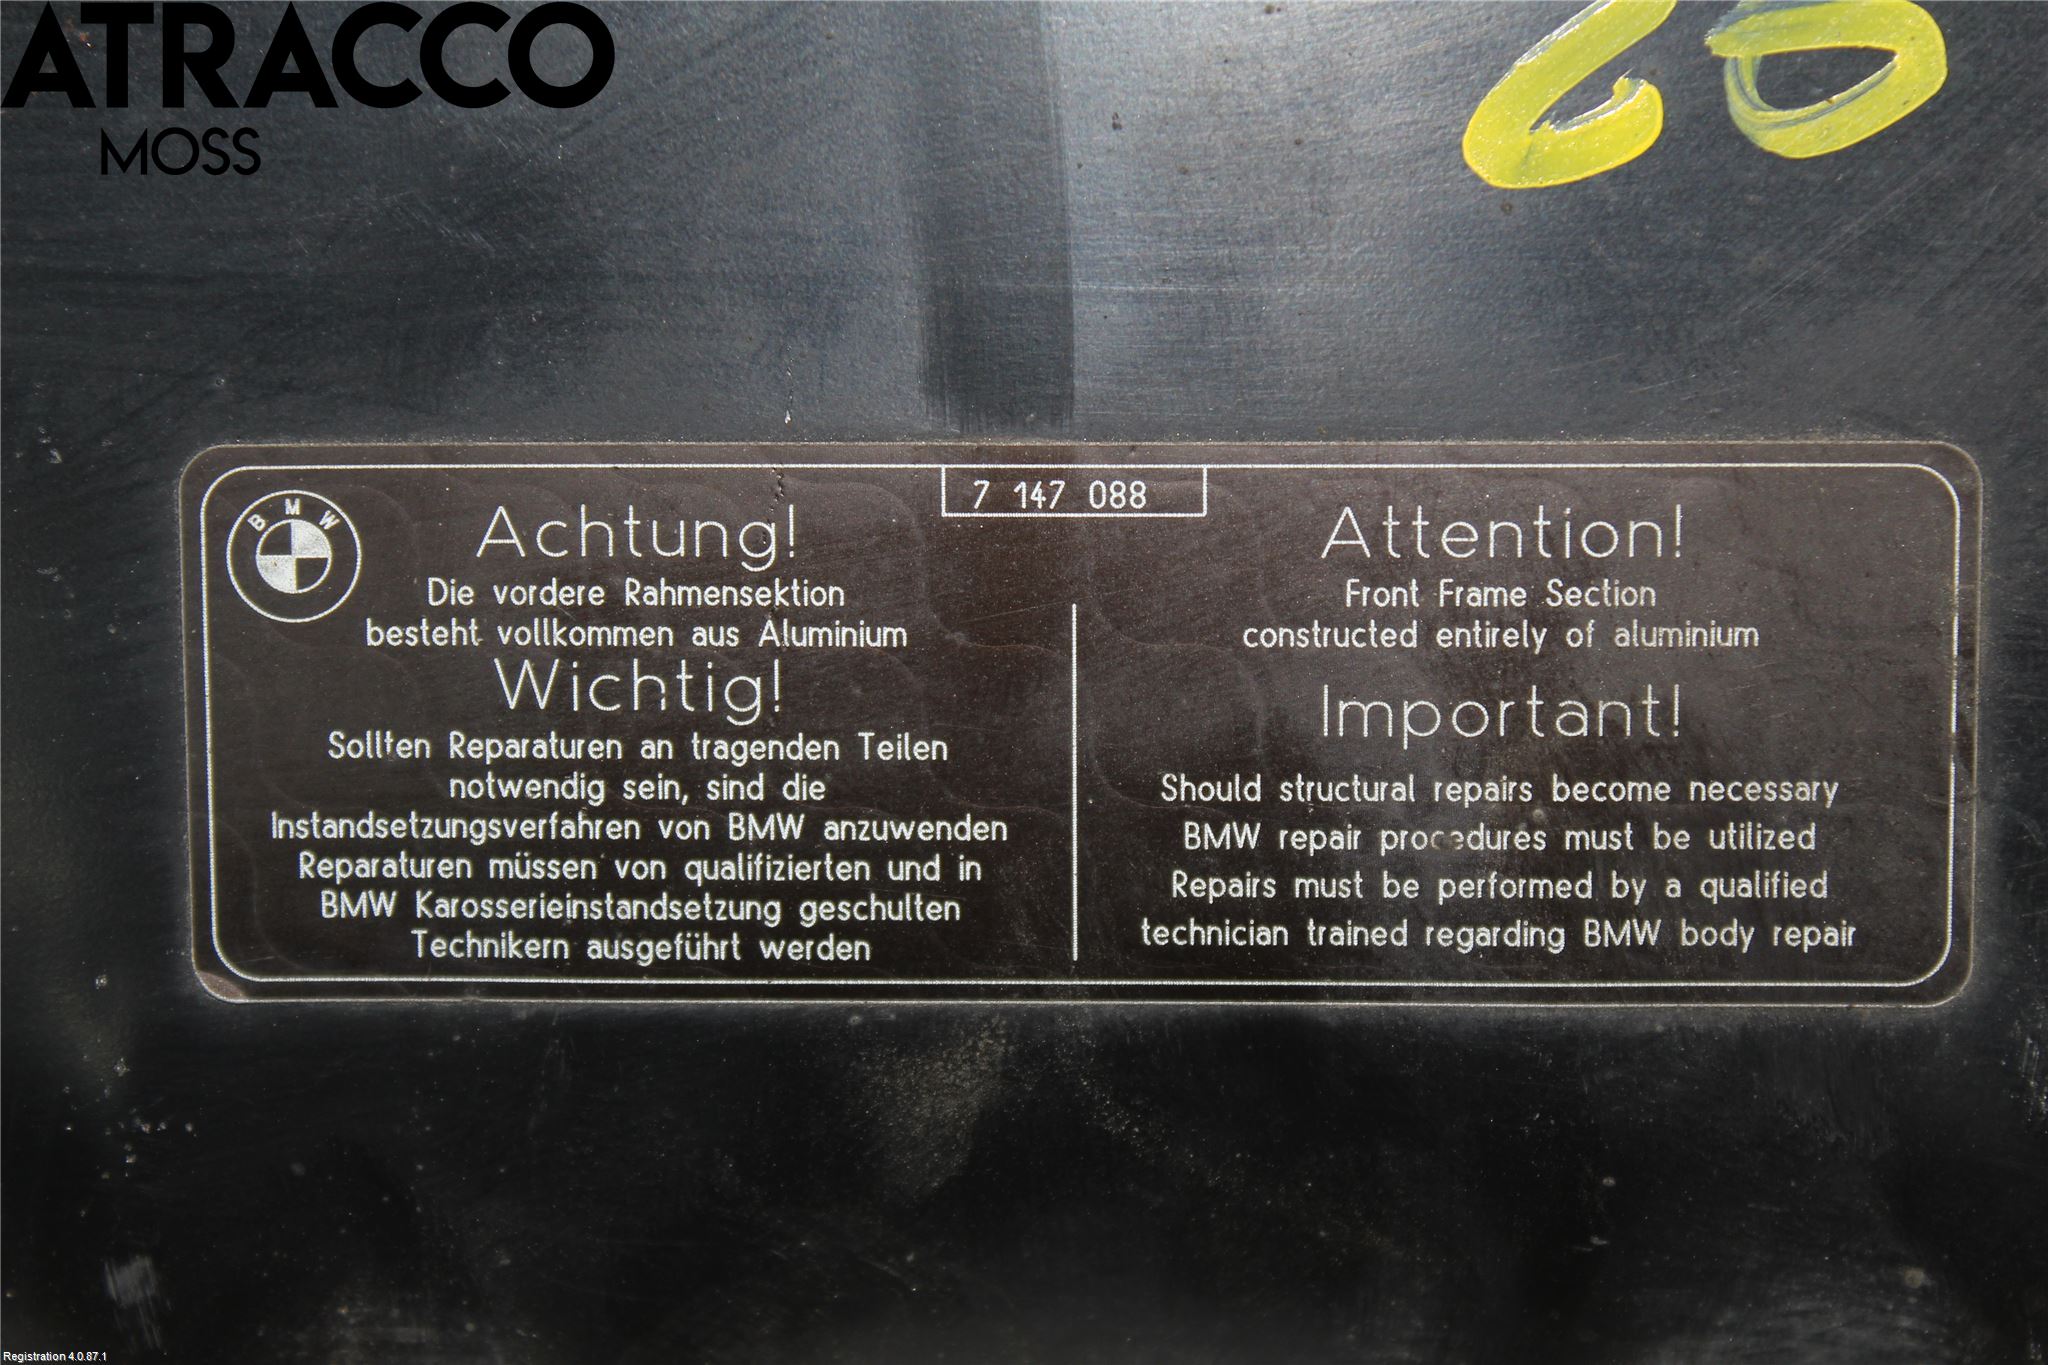 ATRACCO
MOSS
60
BMW
7 147 088
Achtung!
Die vordere Rahmensektion
besteht vollkommen aus Aluminium
Wichtig!
Sollten Reparaturen an tragenden Teilen
notwendig sein, sind die
Instandsetzungsverfahren von BMW anzuwenden
Reparaturen müssen von qualifizierten und in
BMW Karosserieinstandsetzung geschulten
Technikern ausgeführt werden
Attention!
Front Frame Section
constructed entirely of aluminium
Important!
Should structural repairs become necessary
BMW repair procedures must be utilized
Repairs must be performed by a qualified
technician trained regarding BMW body repair
Registration 4.0.87.1